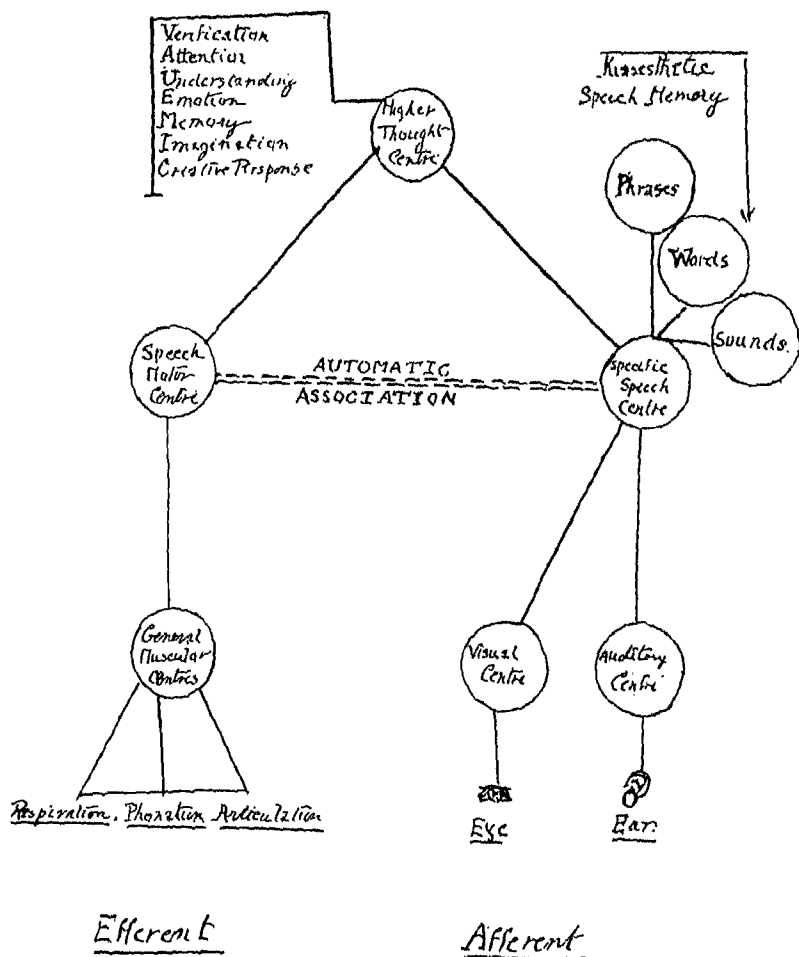 Verification
Attention
Understanding
Emotion
Memory
Imagination
Creative Response
Higher
Thought
Centre
Kinaesthetic
Speech Memory
Phrases
Words
Sounds.
Speech
Motor
Centre
AUTOMATIC
ASSOCIATION
Specific
Speech
Centre
General
Muscular
Centres
Visual
Centre
Auditory
Centre
Respiration. Phonation Articulation
Eye
Ear.
Efferent
Afferent